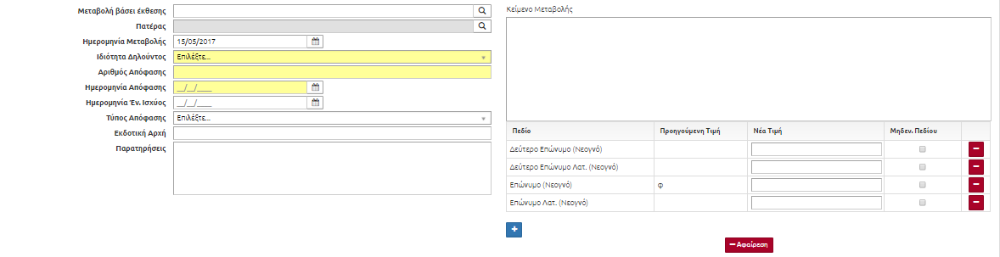 Μεταβολή βάσει έκθεσης
Πατέρας
Ημερομηνία Μεταβολής 15/05/2017
Ιδιότητα Δηλούντος Επιλέξτε...
Αριθμός Απόφασης
Ημερομηνία Απόφασης __/__/____
Ημερομηνία Έν. Ισχύος __/__/____
Τύπος Απόφασης Επιλέξτε...
Εκδοτική Αρχή
Παρατηρήσεις
Κείμενο Μεταβολής
Πεδίο Προηγούμενη Τιμή Νέα Τιμή Μηδεν. Πεδίου
Δεύτερο Επώνυμο (Νεογνό)
Δεύτερο Επώνυμο Λατ. (Νεογνό)
Επώνυμο (Νεογνό) Φ
Επώνυμο Λατ. (Νεογνό)
Αφαίρεση